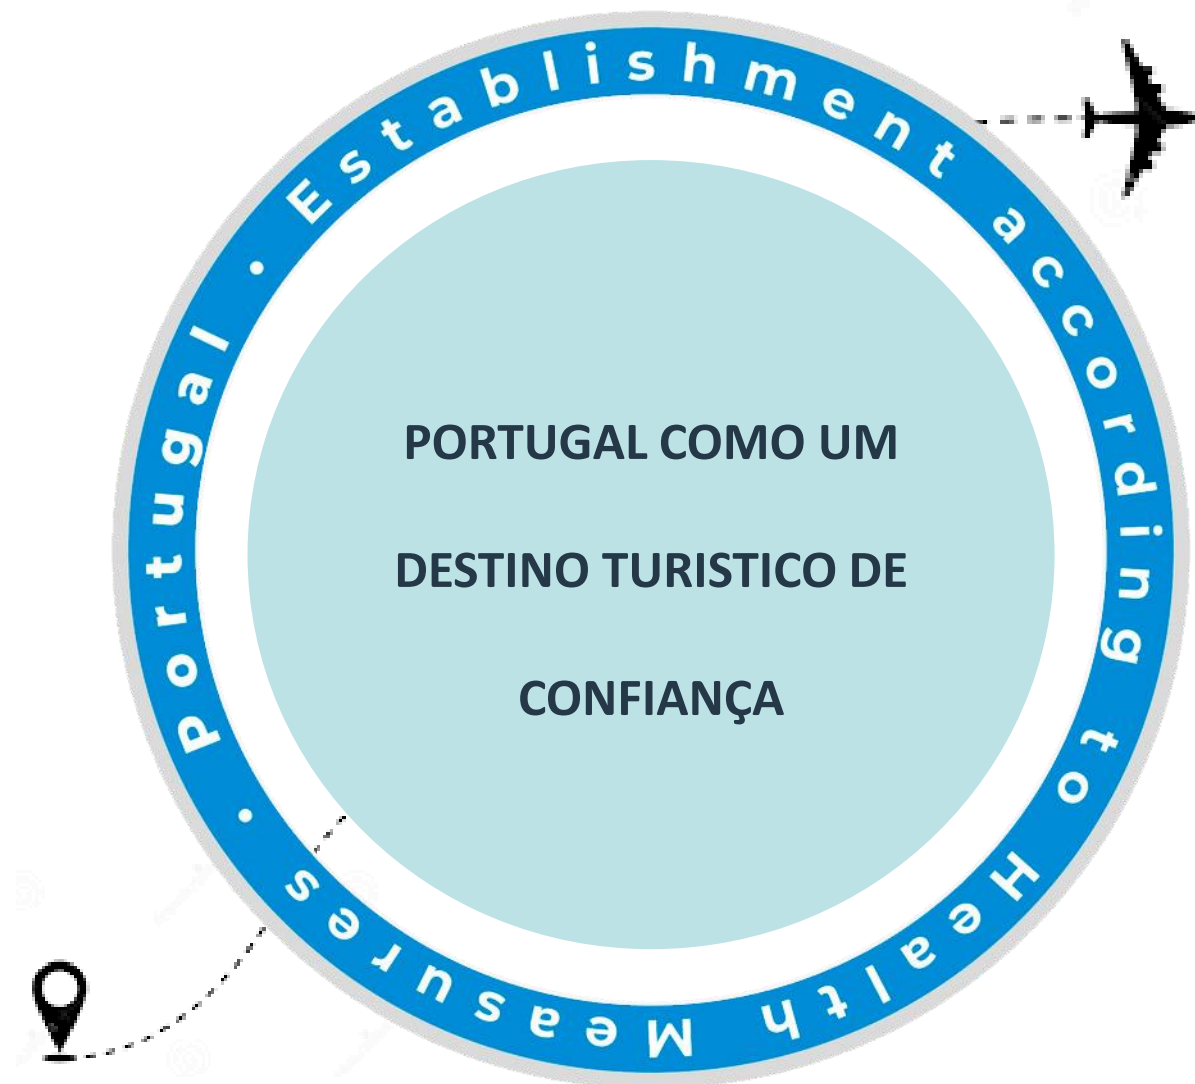 Portugal • Establishment according to Health Measures •
PORTUGAL COMO UM
DESTINO TURISTICO DE
CONFIANÇA